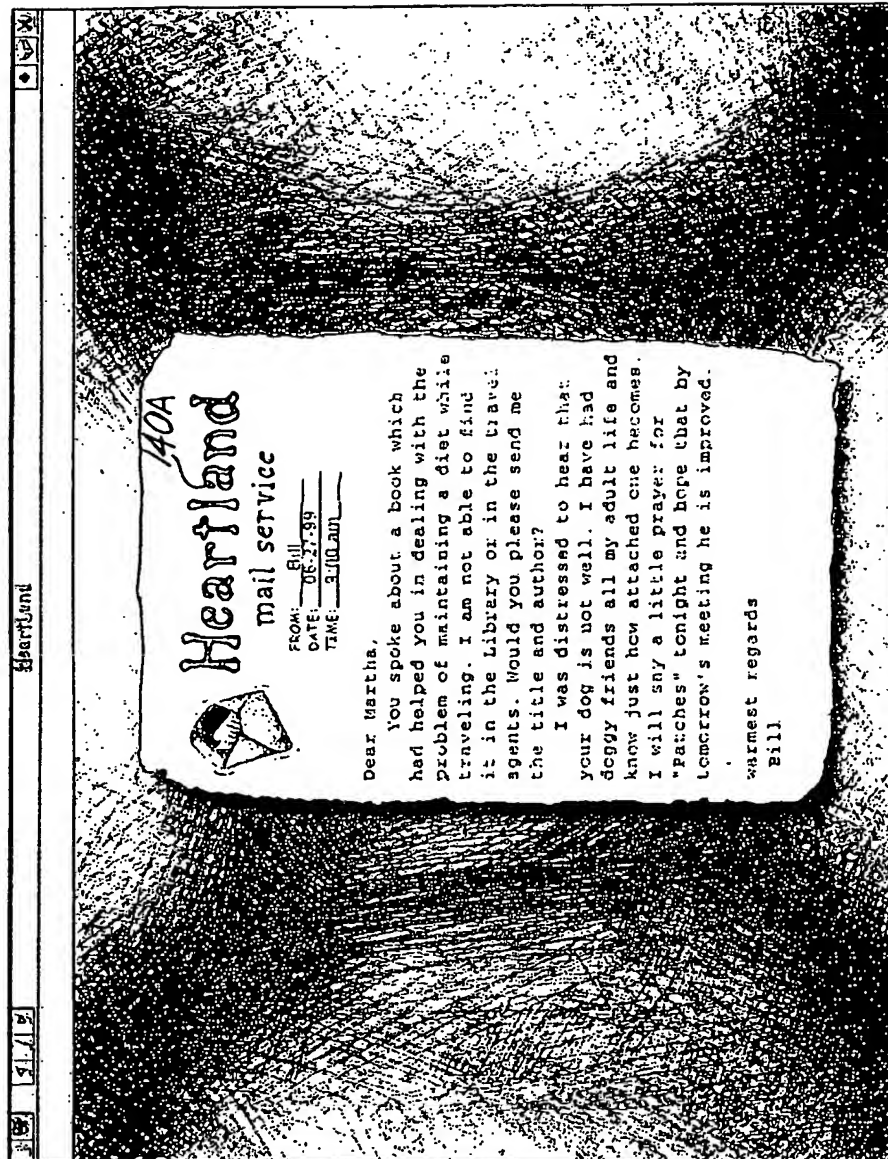 Heartland
140A
Heartland
mail service
FROM: Bill
DATE: 06-27-99
TIME: 3:00 am
Dear Martha,
You spoke about a book which
had helped you in dealing with the
problem of maintaining a diet while
traveling. I am not able to find
it in the Library or in the travel
agents. Would you please send me
the title and author?
I was distressed to hear that
your dog is not well. I have had
doggy friends all my adult life and
know just how attached one becomes.
I will say a little prayer for
"Patches" tonight and hope that by
tomorrow's meeting he is improved.
warmest regards
Bill